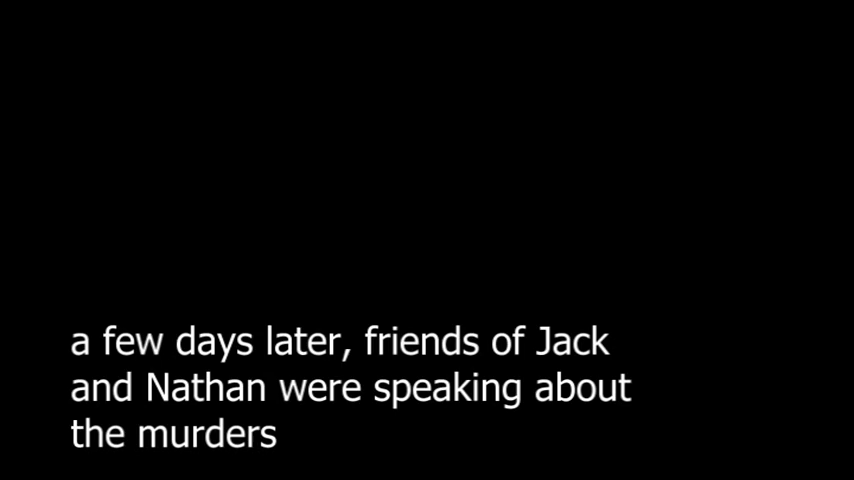 a few days later, friends of Jack
and Nathan were speaking about
the murders